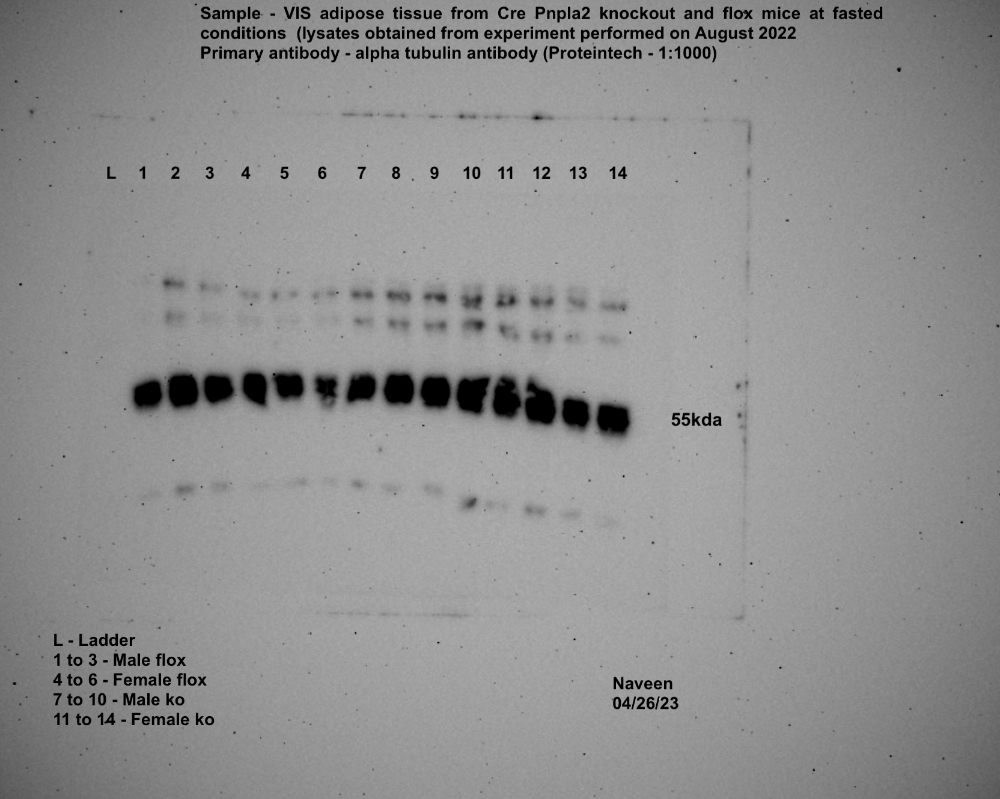 Sample - VIS adipose tissue from Cre Pnpla2 knockout and flox mice at fasted
conditions (lysates obtained from experiment performed on August 2022
Primary antibody - alpha tubulin antibody (Proteintech - 1:1000)
L 1 2 3 4 5 6 7 8 9 10 11 12 13 14
55kda
L - Ladder
1 to 3 - Male flox
4 to 6 - Female flox
7 to 10 - Male ko
11 to 14 - Female ko
Naveen
04/26/23